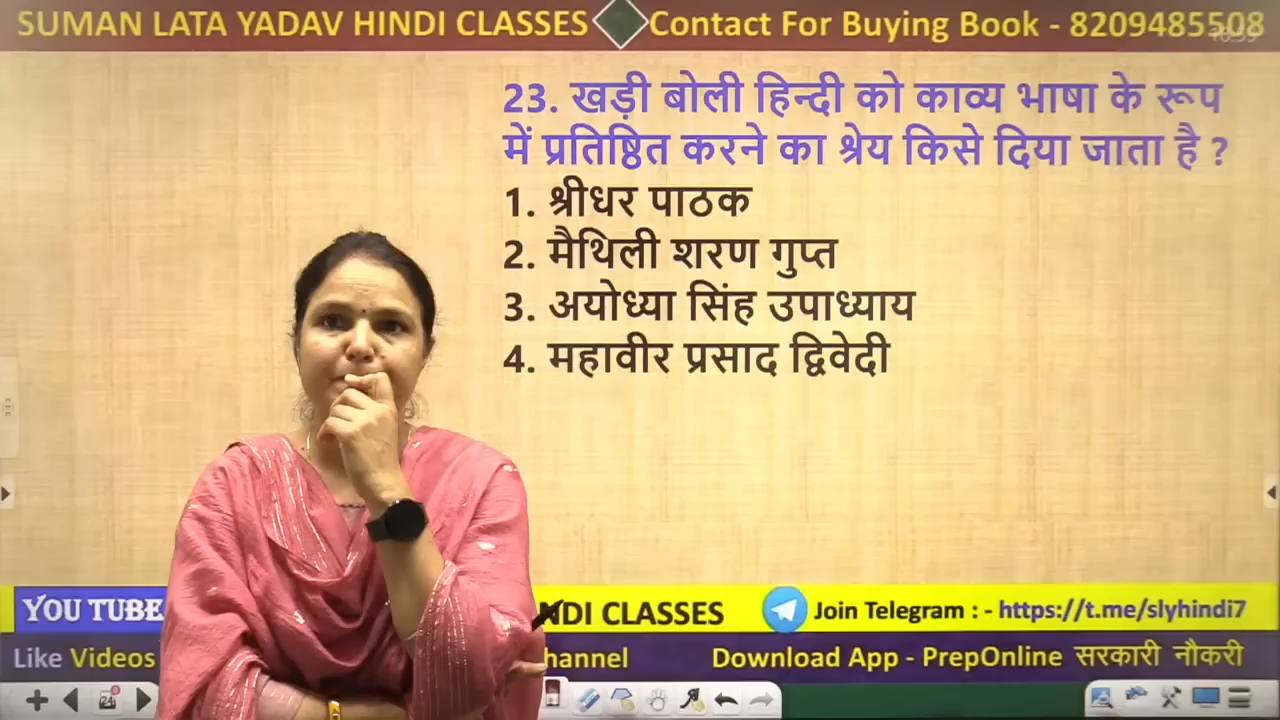 SUMAN LATA YADAV HINDI CLASSES Contact For Buying Book - 8209485508
23. खड़ी बोली हिन्दी को काव्य भाषा के रूप
में प्रतिष्ठित करने का श्रेय किसे दिया जाता है ?
1. श्रीधर पाठक
2. मैथिली शरण गुप्त
3. अयोध्या सिंह उपाध्याय
4. महावीर प्रसाद द्विवेदी
YOU TUBE NDI CLASSES Join Telegram : - https://t.me/slyhindi7
Like Videos hannel Download App - PrepOnline सरकारी नौकरी
24